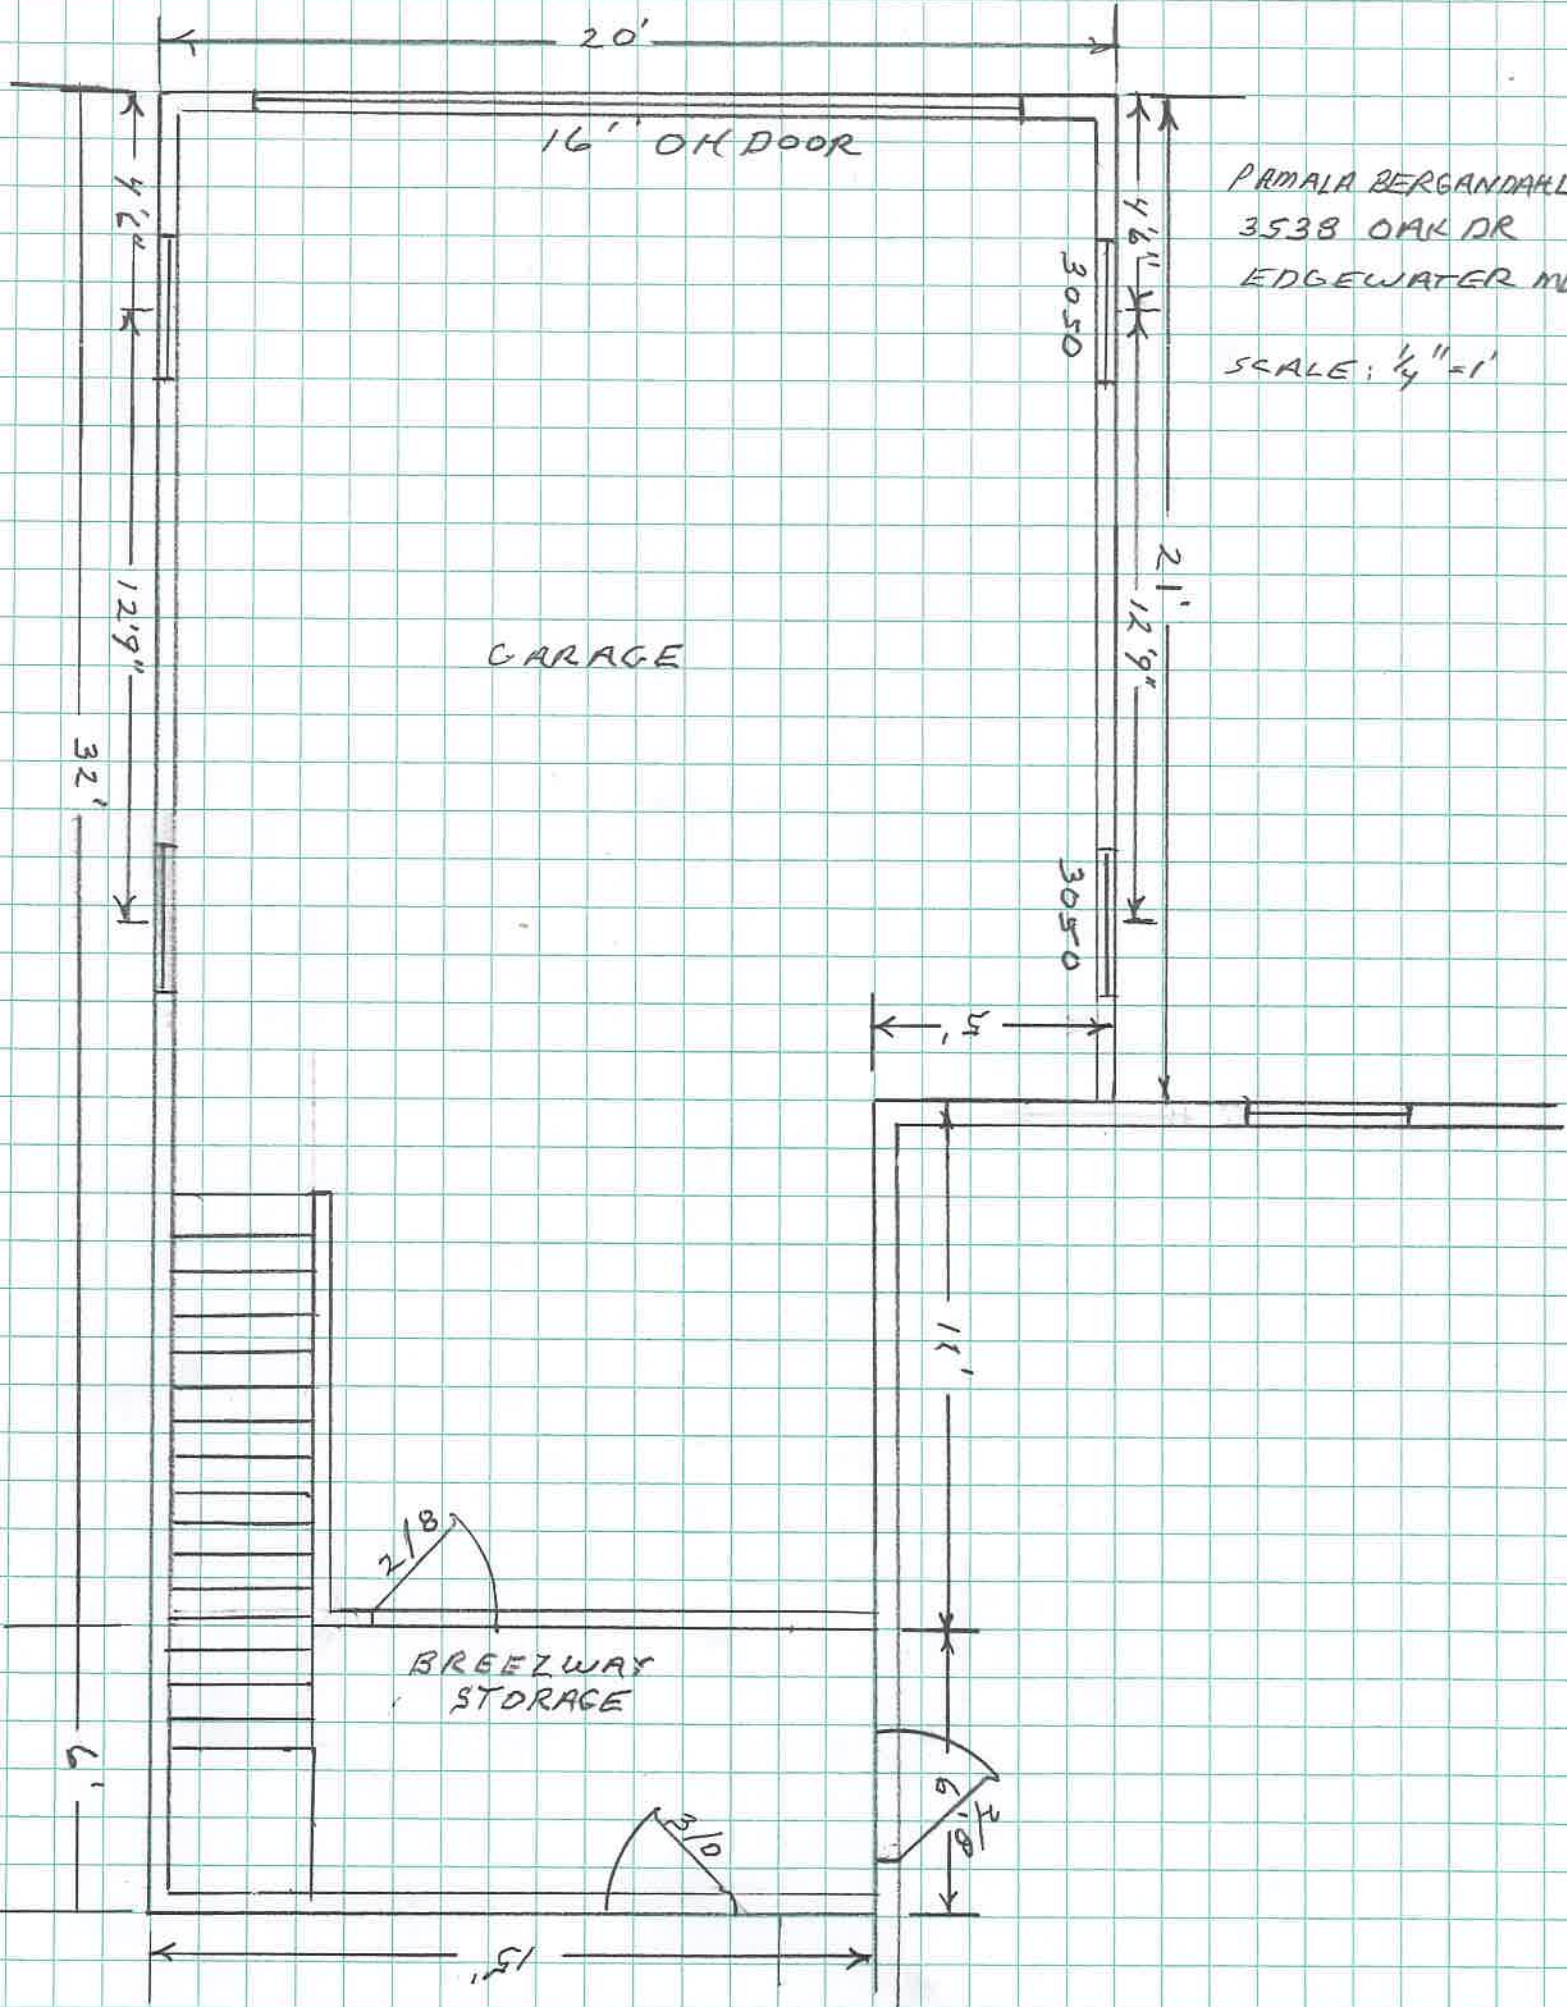 20'
16' OH DOOR
PAMALA BERGANDAHL
3538 OAK DR
EDGEWATER MD
SCALE: 1/4" = 1'
4'6"
4'6"
3050
21'
12'9"
12'9"
GARAGE
32'
3050
5'
11'
2/8
BREEZWAY
STORAGE
6'
6'
2/8
3/0
15'